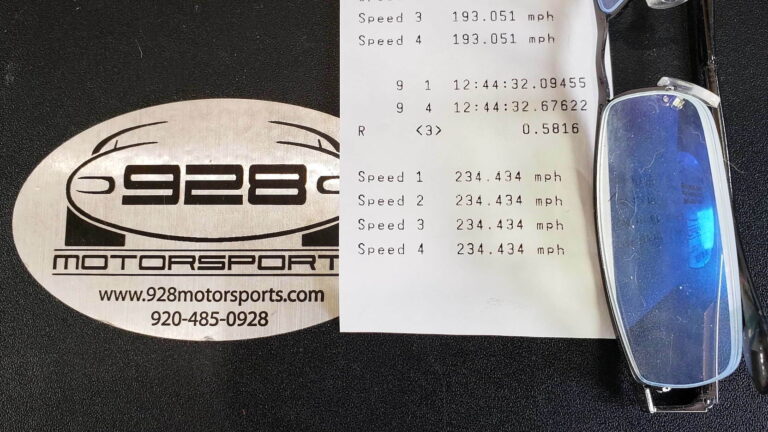 928
MOTORSPORT
www.928motorsports.com
920-485-0928
Speed 3 193.051 mph
Speed 4 193.051 mph
9 1 12:44:32.09455
9 4 12:44:32.67622
R <3> 0.5816
Speed 1 234.434 mph
Speed 2 234.434 mph
Speed 3 234.434 mph
Speed 4 234.434 mph